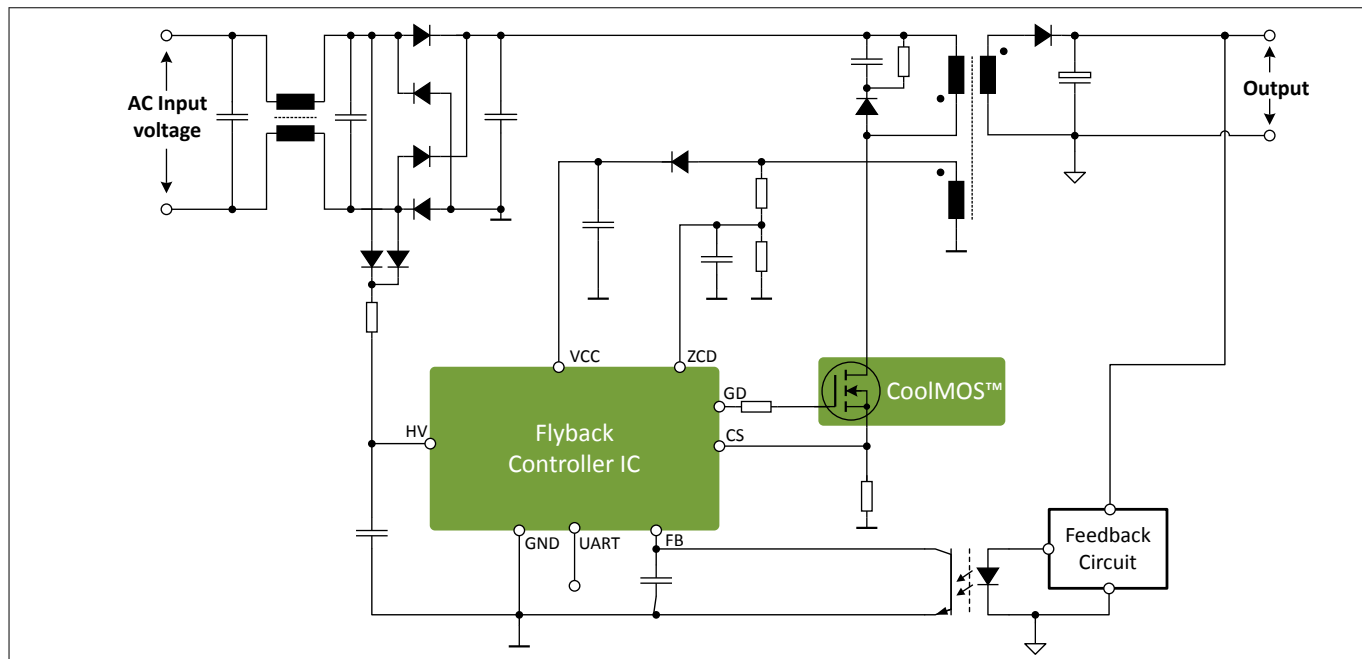 AC Input
voltage
Output
VCC
ZCD
GD
CoolMOS™
HV
Flyback
Controller IC
CS
GND
UART
FB
Feedback
Circuit